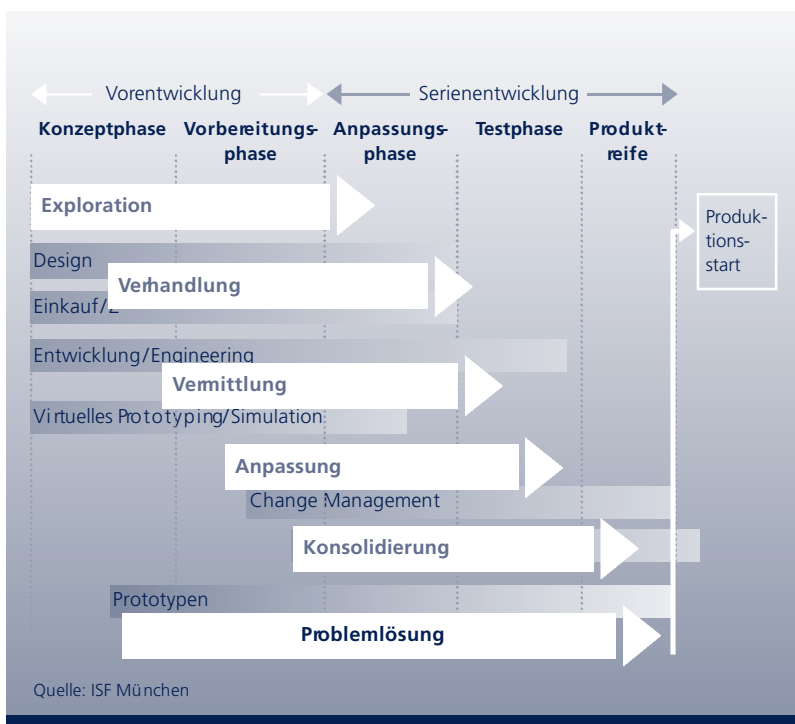 Vorentwicklung
Serienentwicklung
Konzeptphase
Vorbereitungs-
phase
Anpassungs-
phase
Testphase
Produkt-
reife
Exploration
Produk-
tions-
start
Design
Verhandlung
Einkauf/
Entwicklung/Engineering
Vermittlung
Virtuelles Prototyping/Simulation
Anpassung
Change Management
Konsolidierung
Prototypen
Problemlösung
Quelle: ISF München